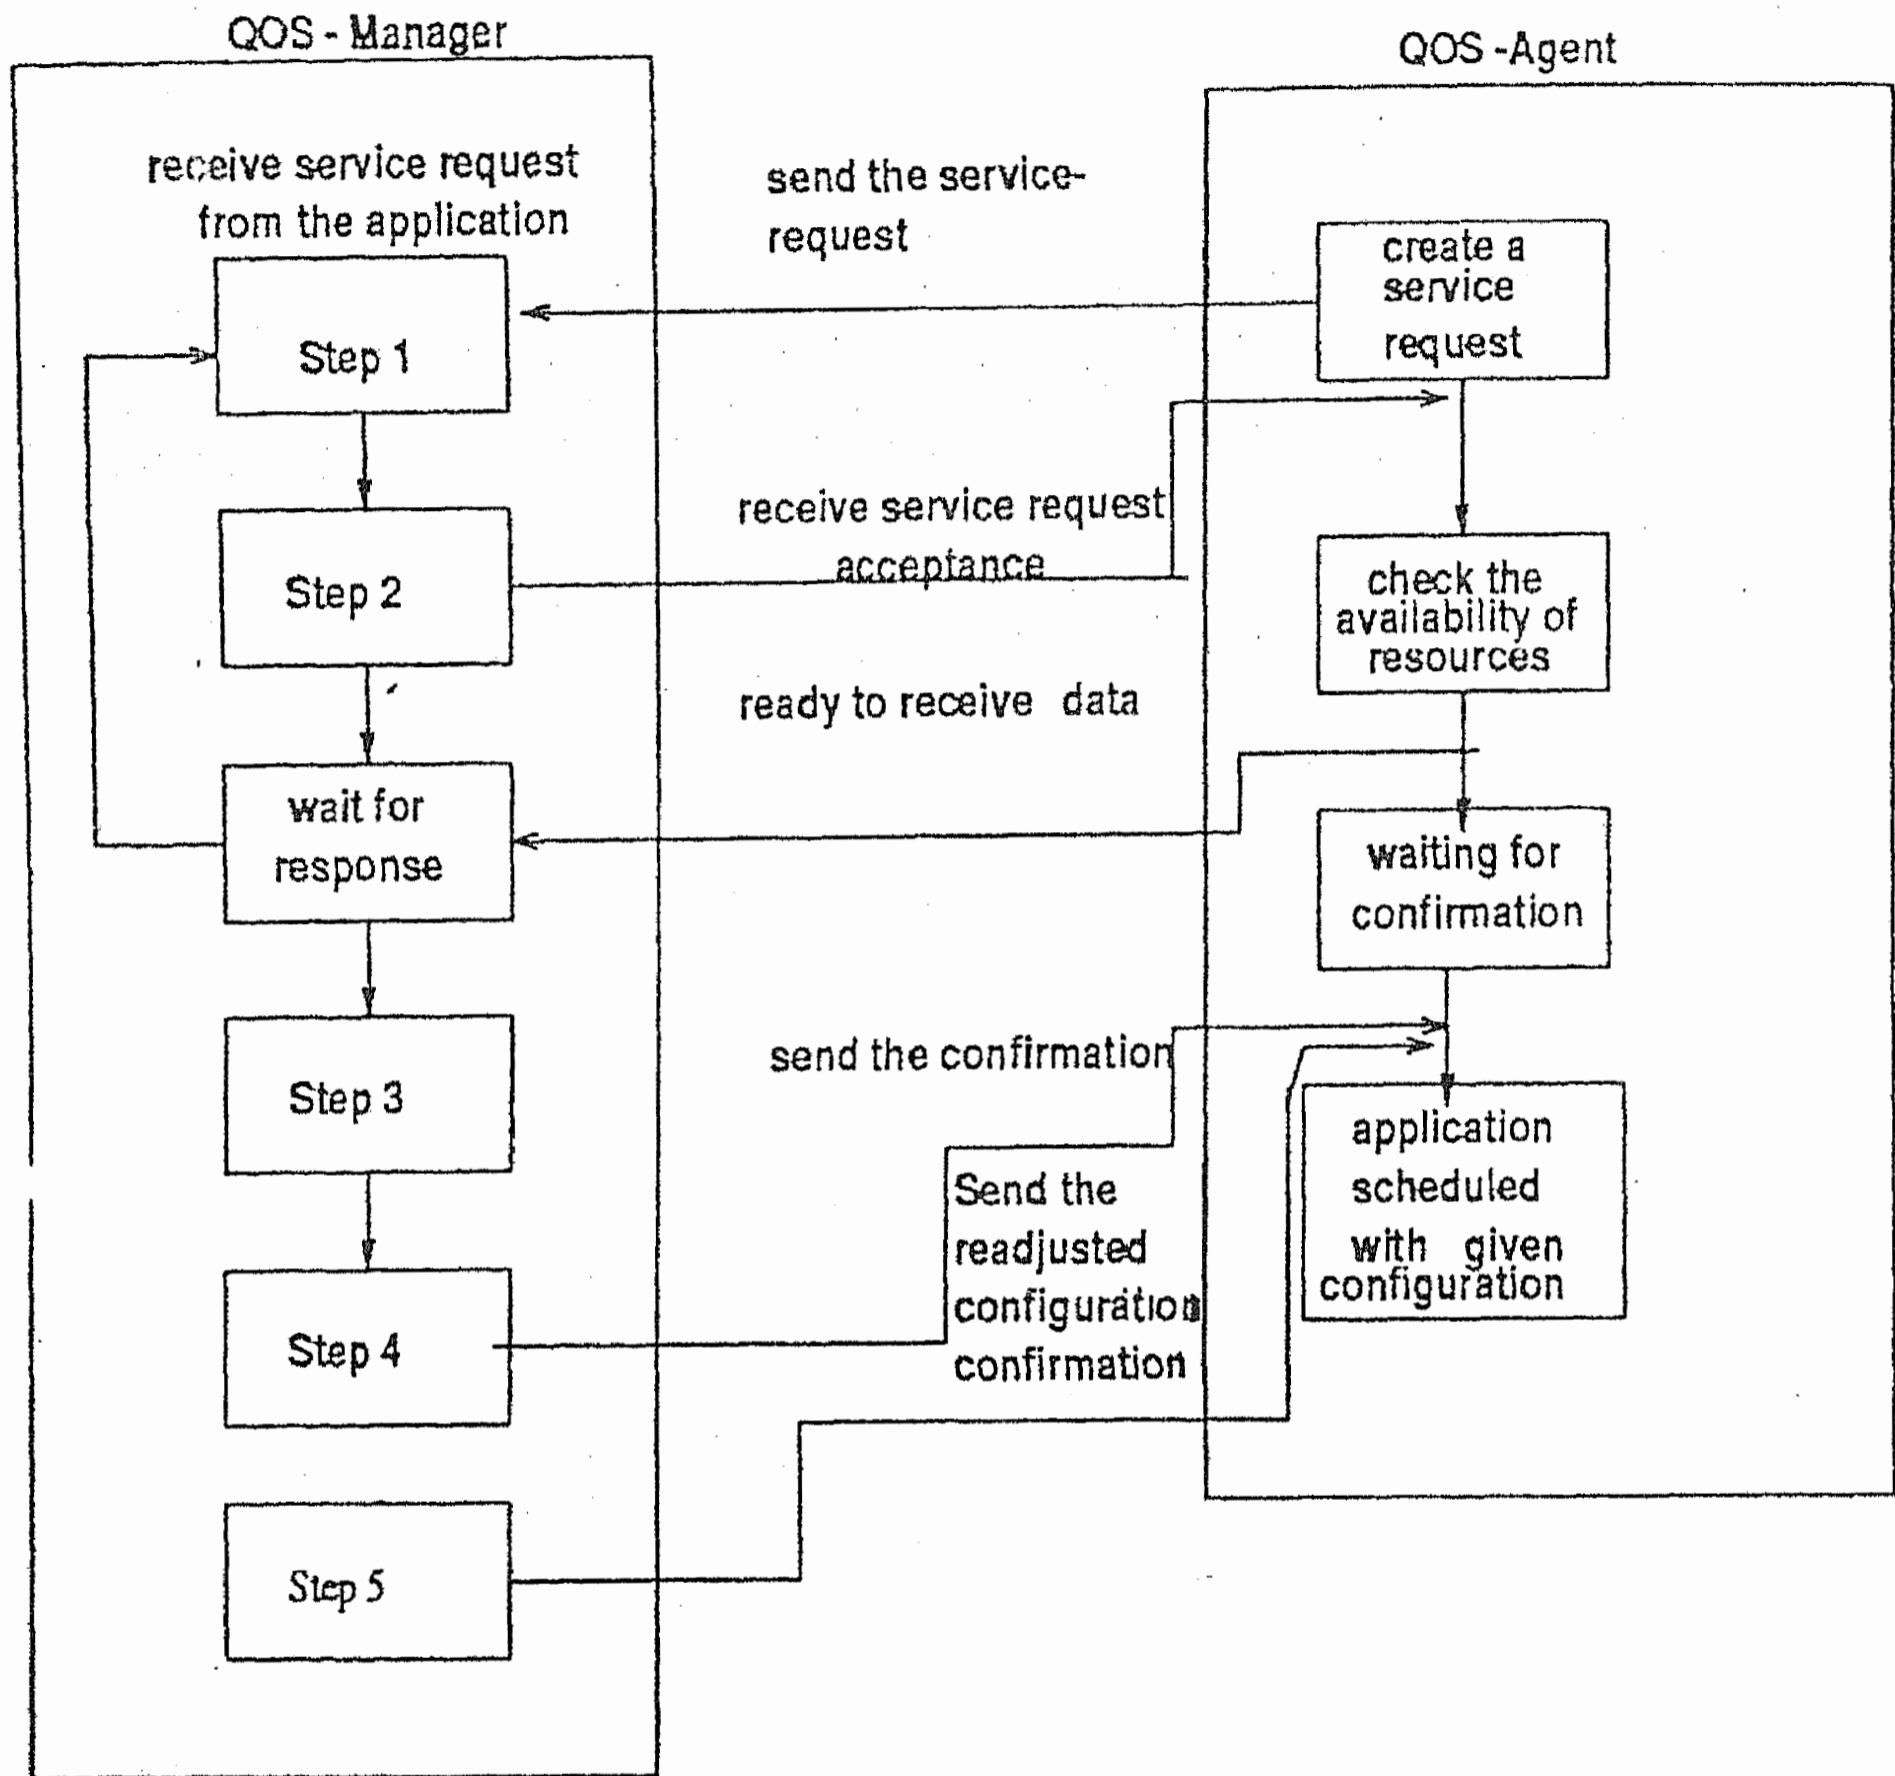 QOS - Manager
receive service request
from the application
Step 1
Step 2
wait for
response
Step 3
Step 4
Step 5
send the service-
request
receive service request
acceptance
ready to receive data
send the confirmation
Send the
readjusted
configuration
confirmation
QOS -Agent
create a
service
request
check the
availability of
resources
waiting for
confirmation
application
scheduled
with given
configuration